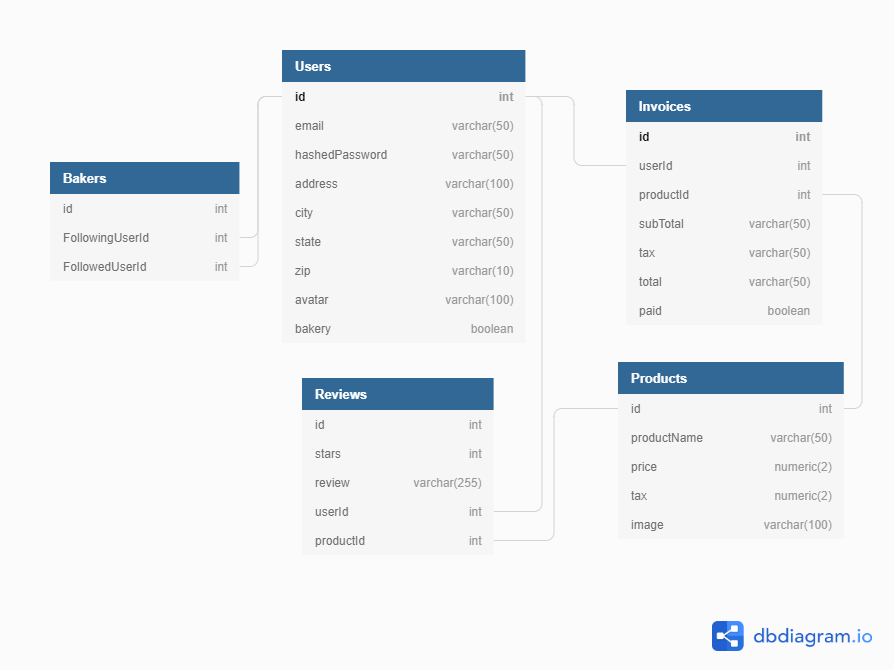 Users
id int
email varchar(50)
hashedPassword varchar(50)
address varchar(100)
city varchar(50)
state varchar(50)
zip varchar(10)
avatar varchar(100)
bakery boolean
Invoices
id int
userId int
productId int
subTotal varchar(50)
tax varchar(50)
total varchar(50)
paid boolean
Bakers
id int
FollowingUserId int
FollowedUserId int
Reviews
id int
stars int
review varchar(255)
userId int
productId int
Products
id int
productName varchar(50)
price numeric(2)
tax numeric(2)
image varchar(100)
dbdiagram.io